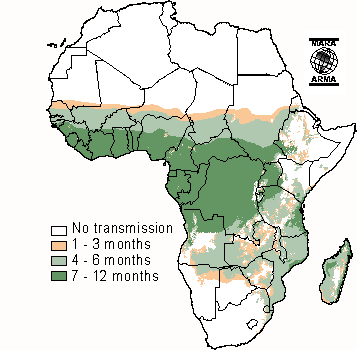 MARA
ARMA
No transmission
1 - 3 months
4 - 6 months
7 - 12 months